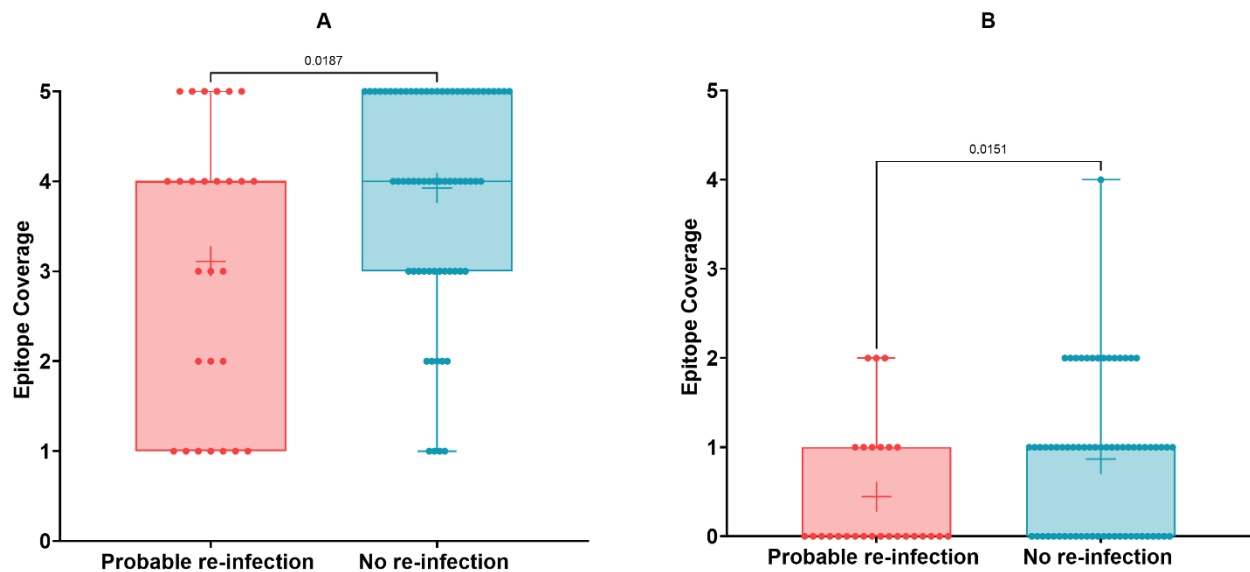 A
0.0187
Epitope Coverage
5
4
3
2
1
0
Probable re-infection
No re-infection
B
0.0151
Epitope Coverage
5
4
3
2
1
0
Probable re-infection
No re-infection